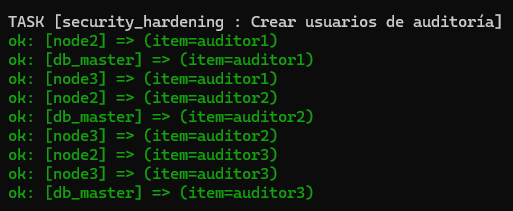 TASK [security_hardening : Crear usuarios de auditoría]
ok: [node2] => (item=auditor1)
ok: [db_master] => (item=auditor1)
ok: [node3] => (item=auditor1)
ok: [node2] => (item=auditor2)
ok: [db_master] => (item=auditor2)
ok: [node3] => (item=auditor2)
ok: [node2] => (item=auditor3)
ok: [node3] => (item=auditor3)
ok: [db_master] => (item=auditor3)